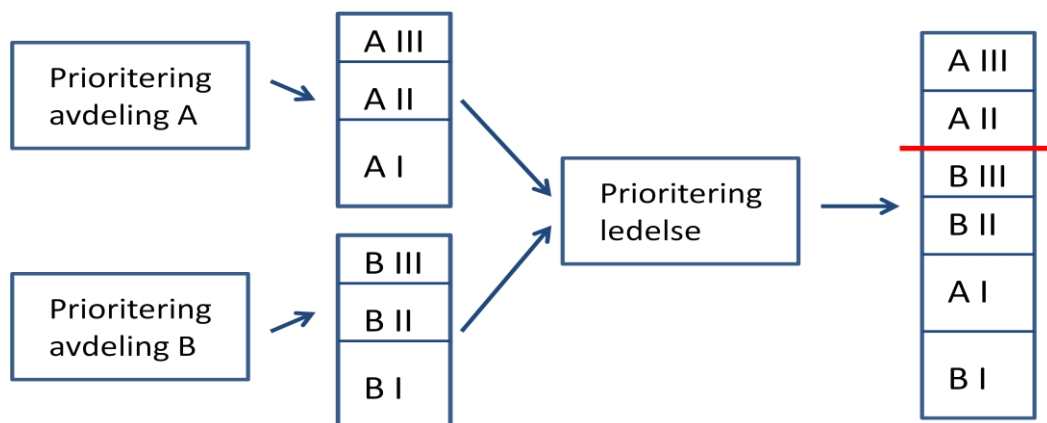 Prioritering
avdeling A
A III
A II
A I
Prioritering
avdeling B
B III
B II
B I
Prioritering
ledelse
A III
A II
B III
B II
A I
B I